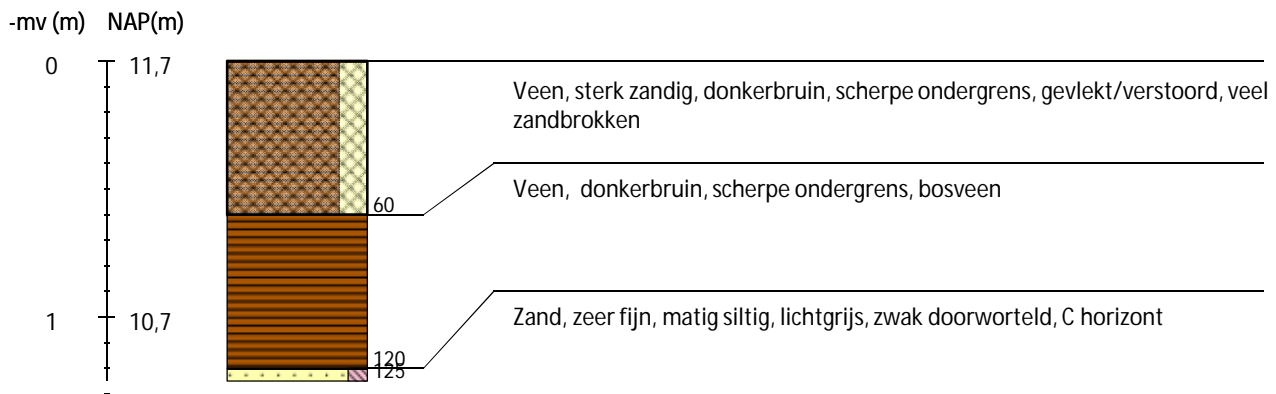 -mv (m) NAP(m)
0 11,7
Veen, sterk zandig, donkerbruin, scherpe ondergrens, gevlekt/verstoord, veel
zandbrokken
Veen, donkerbruin, scherpe ondergrens, bosveen
60
Zand, zeer fijn, matig siltig, lichtgrijs, zwak doorworteld, C horizont
1 10,7
120
125